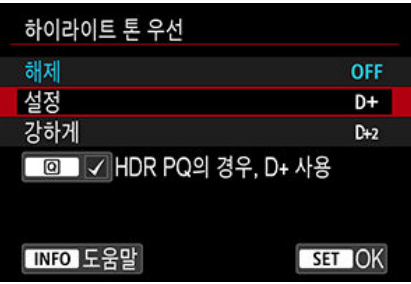 하이라이트 톤 우선
해제 OFF
설정 D+
강하게 D+2
Q ✓ HDR PQ의 경우, D+ 사용
INFO 도움말 SET OK